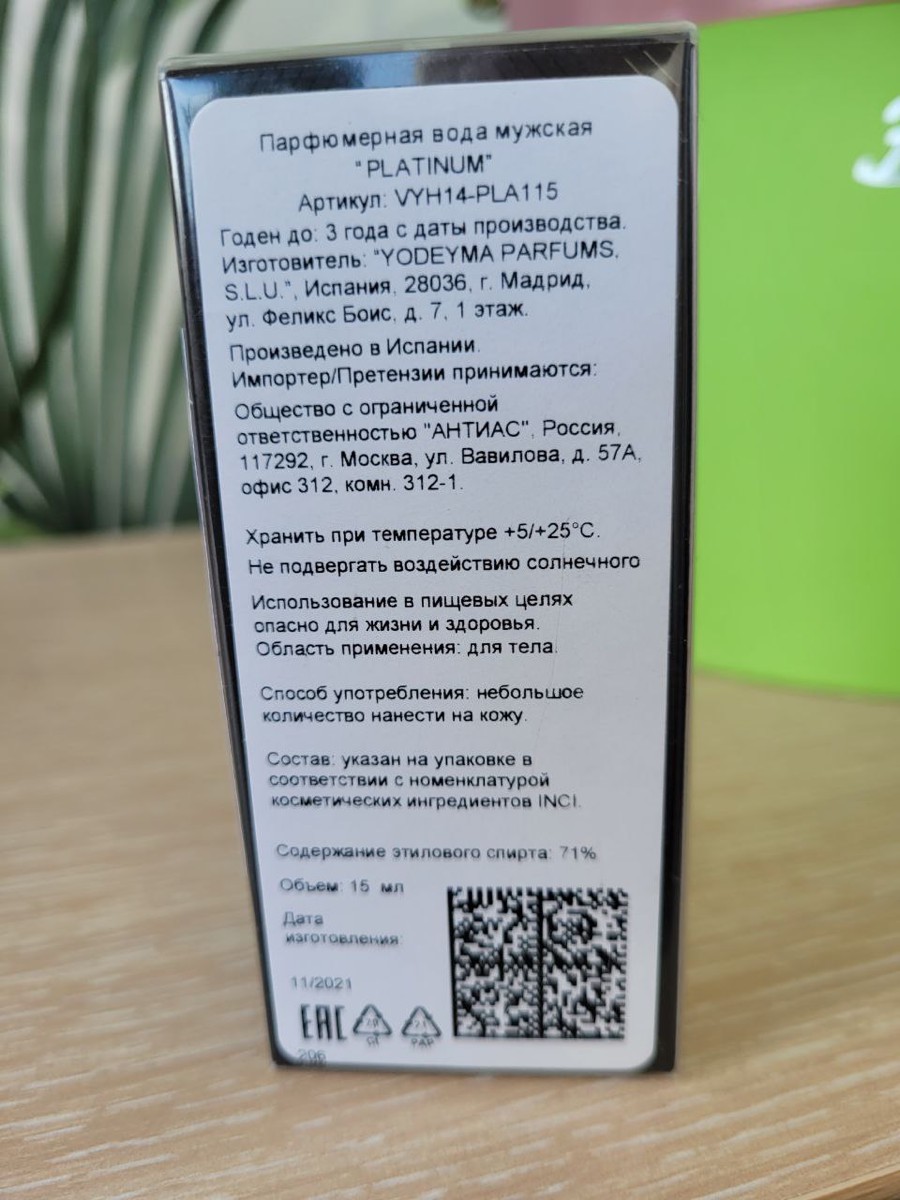 Парфюмерная вода мужская
"PLATINUM"
Артикул: VYH14-PLA115
Годен до: 3 года с даты производства.
Изготовитель: "YODEYMA PARFUMS,
S.L.U.", Испания, 28036, г. Мадрид,
ул. Феликс Боис, д. 7, 1 этаж.
Произведено в Испании.
Импортер/Претензии принимаются:
Общество с ограниченной
ответственностью "АНТИАС", Россия,
117292, г. Москва, ул. Вавилова, д. 57А,
офис 312, комн. 312-1.
Хранить при температуре +5/+25°С.
Не подвергать воздействию солнечного
Использование в пищевых целях
опасно для жизни и здоровья.
Область применения: для тела.
Способ употребления: небольшое
количество нанести на кожу.
Состав: указан на упаковке в
соответствии с номенклатурой
косметических ингредиентов INCI.
Содержание этилового спирта: 71%
Объем: 15 мл
Дата
изготовления:
11/2021
EAC
PAP
206